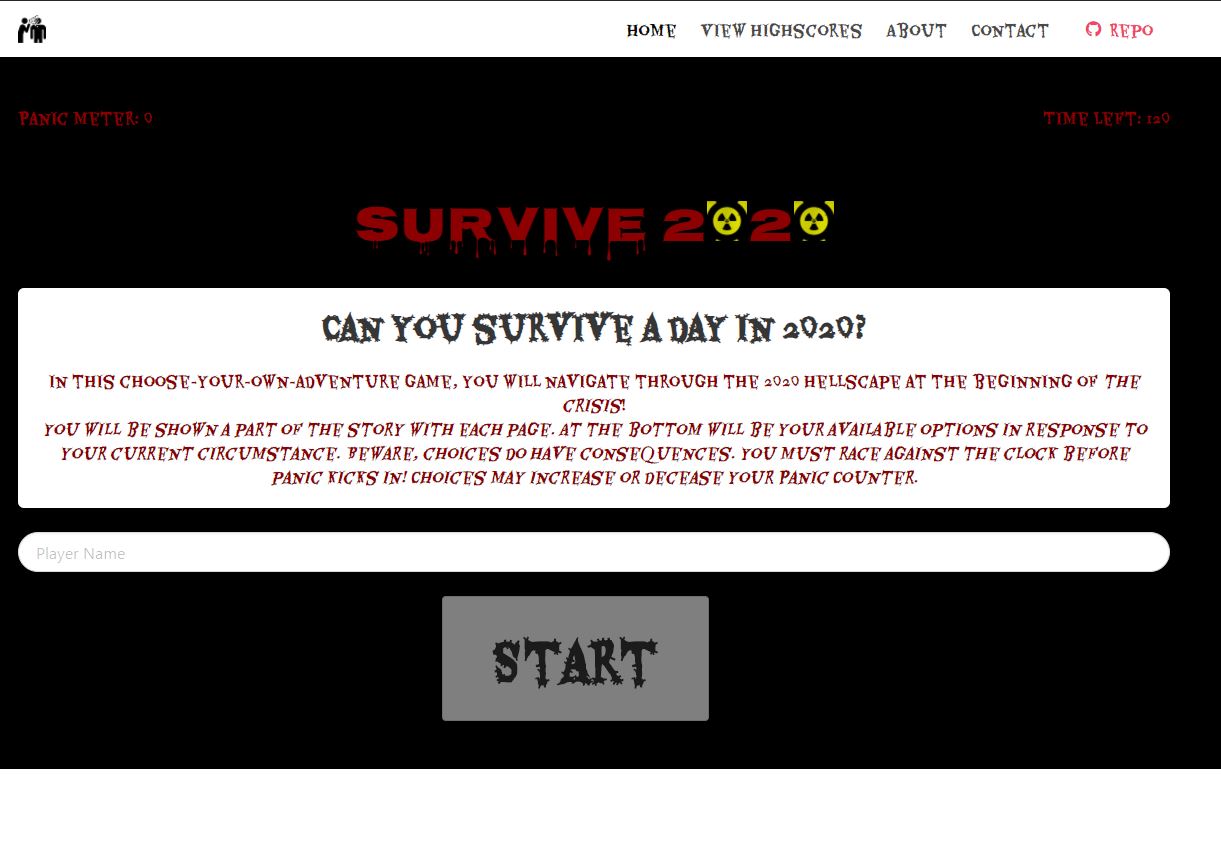 HOME VIEW HIGHSCORES ABOUT CONTACT REPO
PANIC METER: 0 TIME LEFT: 120
SURVIVE 2020
CAN YOU SURVIVE A DAY IN 2020?
IN THIS CHOOSE-YOUR-OWN-ADVENTURE GAME, YOU WILL NAVIGATE THROUGH THE 2020 HELLSCAPE AT THE BEGINNING OF THE
CRISIS!
YOU WILL BE SHOWN A PART OF THE STORY WITH EACH PAGE. AT THE BOTTOM WILL BE YOUR AVAILABLE OPTIONS IN RESPONSE TO
YOUR CURRENT CIRCUMSTANCE. BEWARE, CHOICES DO HAVE CONSEQUENCES. YOU MUST RACE AGAINST THE CLOCK BEFORE
PANIC KICKS IN! CHOICES MAY INCREASE OR DECEASE YOUR PANIC COUNTER.
Player Name
START